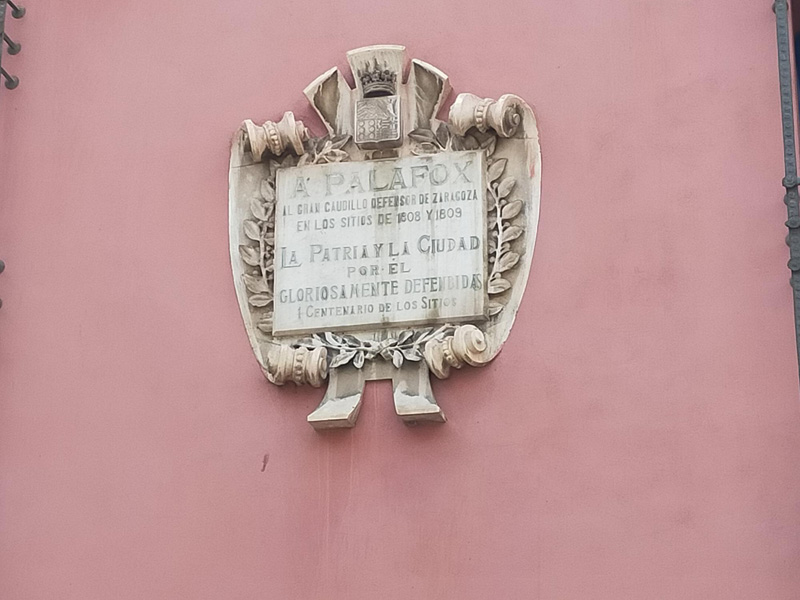 A PALAFOX
AL GRAN CAUDILLO DEFENSOR DE ZARAGOZA
EN LOS SITIOS DE 1808 Y 1809
LA PATRIA Y LA CIUDAD
POR ÉL
GLORIOSAMENTE DEFENDIDAS
I CENTENARIO DE LOS SITIOS